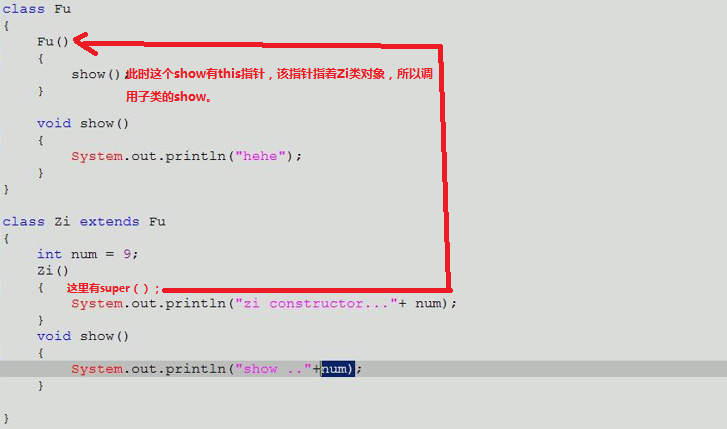 class Fu
{
Fu()
{
show();此时这个show有this指针，该指针指着Zi类对象，所以调
用子类的show。
}
void show()
{
System.out.println("hehe");
}
}
class Zi extends Fu
{
int num = 9;
Zi()
{ 这里有super（）；
System.out.println("zi constructor..."+ num);
}
void show()
{
System.out.println("show .."+num);
}
}